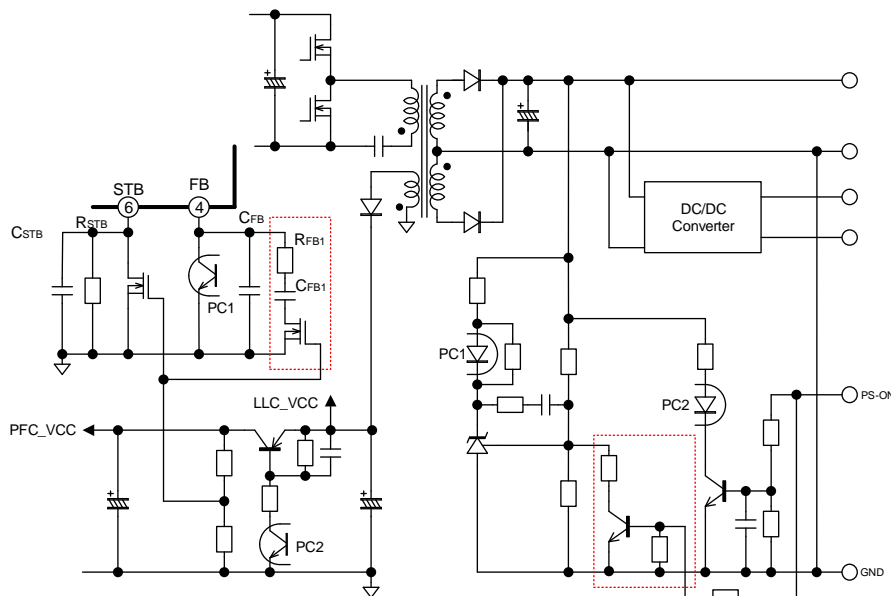 STB
FB
6
4
CSTB
RSTB
CFB
RFB1
CFB1
PC1
DC/DC
Converter
PC1
PC2
PS-ON
LLC_VCC
PFC_VCC
PC2
GND